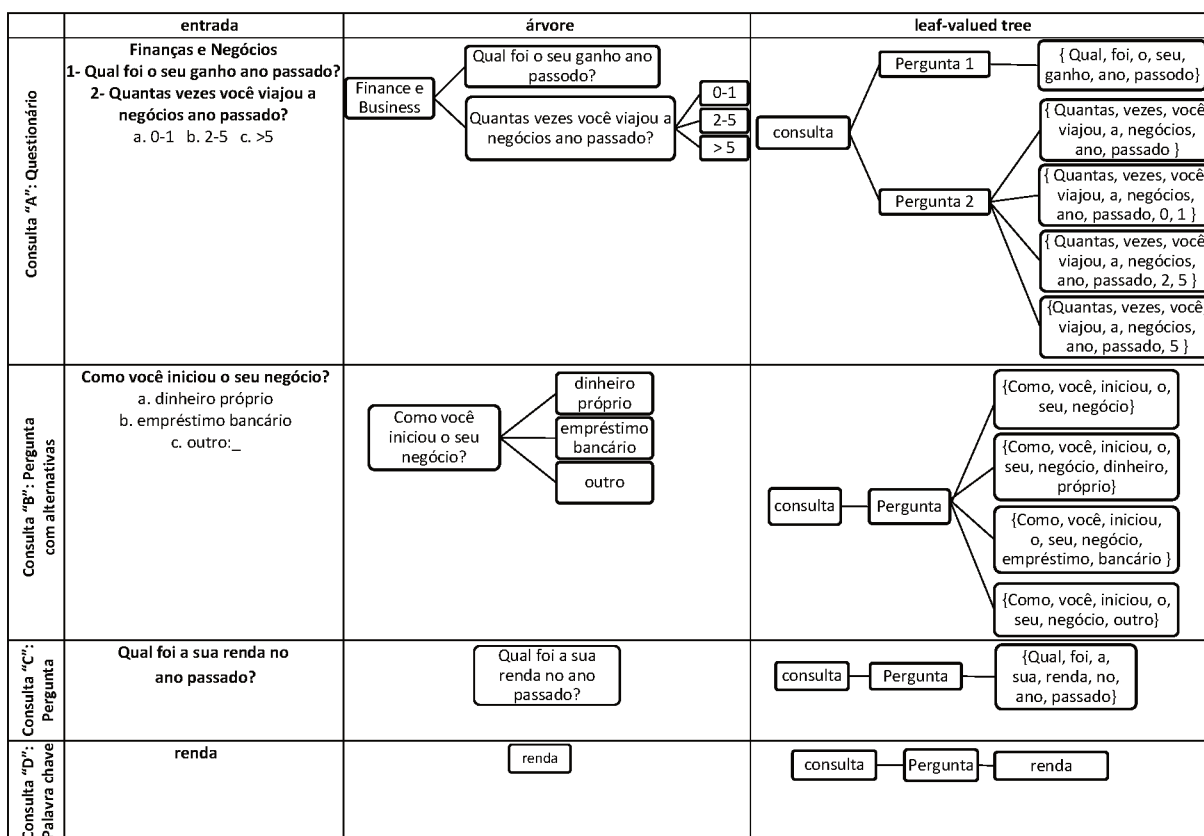 entrada
árvore
leaf-valued tree
Consulta "A": Questionário
Finanças e Negócios
1- Qual foi o seu ganho ano passado?
2- Quantas vezes você viajou a
negócios ano passado?
a. 0-1 b. 2-5 c. >5
Finance e
Business
Qual foi o seu ganho ano
passodo?
Quantas vezes você viajou a
negócios ano passado?
0-1
2-5
> 5
consulta
Pergunta 1
{ Qual, foi, o, seu,
ganho, ano, passodo}
Pergunta 2
{ Quantas, vezes, você
viajou, a, negócios,
ano, passado }
{ Quantas, vezes, você
viajou, a, negócios,
ano, passado, 0, 1 }
{ Quantas, vezes, você
viajou, a, negócios,
ano, passado, 2, 5 }
{Quantas, vezes, você
viajou, a, negócios,
ano, passado, 5 }
Consulta "B": Pergunta
com alternativas
Como você iniciou o seu negócio?
a. dinheiro próprio
b. empréstimo bancário
c. outro:_
Como você
iniciou o seu
negócio?
dinheiro
próprio
empréstimo
bancário
outro
consulta
Pergunta
{Como, você, iniciou, o,
seu, negócio}
{Como, você, iniciou, o,
seu, negócio, dinheiro,
próprio}
{Como, você, iniciou,
o, seu, negócio,
empréstimo, bancário }
{Como, você, iniciou, o,
seu, negócio, outro}
Consulta "C":
Pergunta
Qual foi a sua renda no
ano passado?
Qual foi a sua
renda no ano
passado?
consulta
Pergunta
{Qual, foi, a,
sua, renda, no,
ano, passado}
Consulta "D":
Palavra chave
renda
renda
consulta
Pergunta
renda